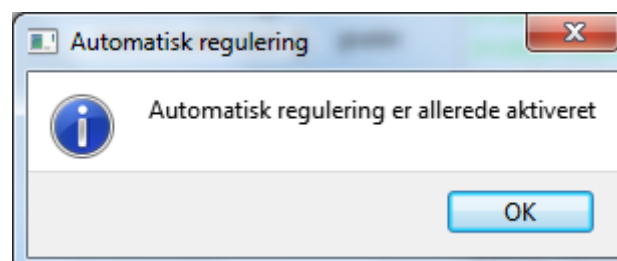 Automatisk regulering
Automatisk regulering er allerede aktiveret
OK